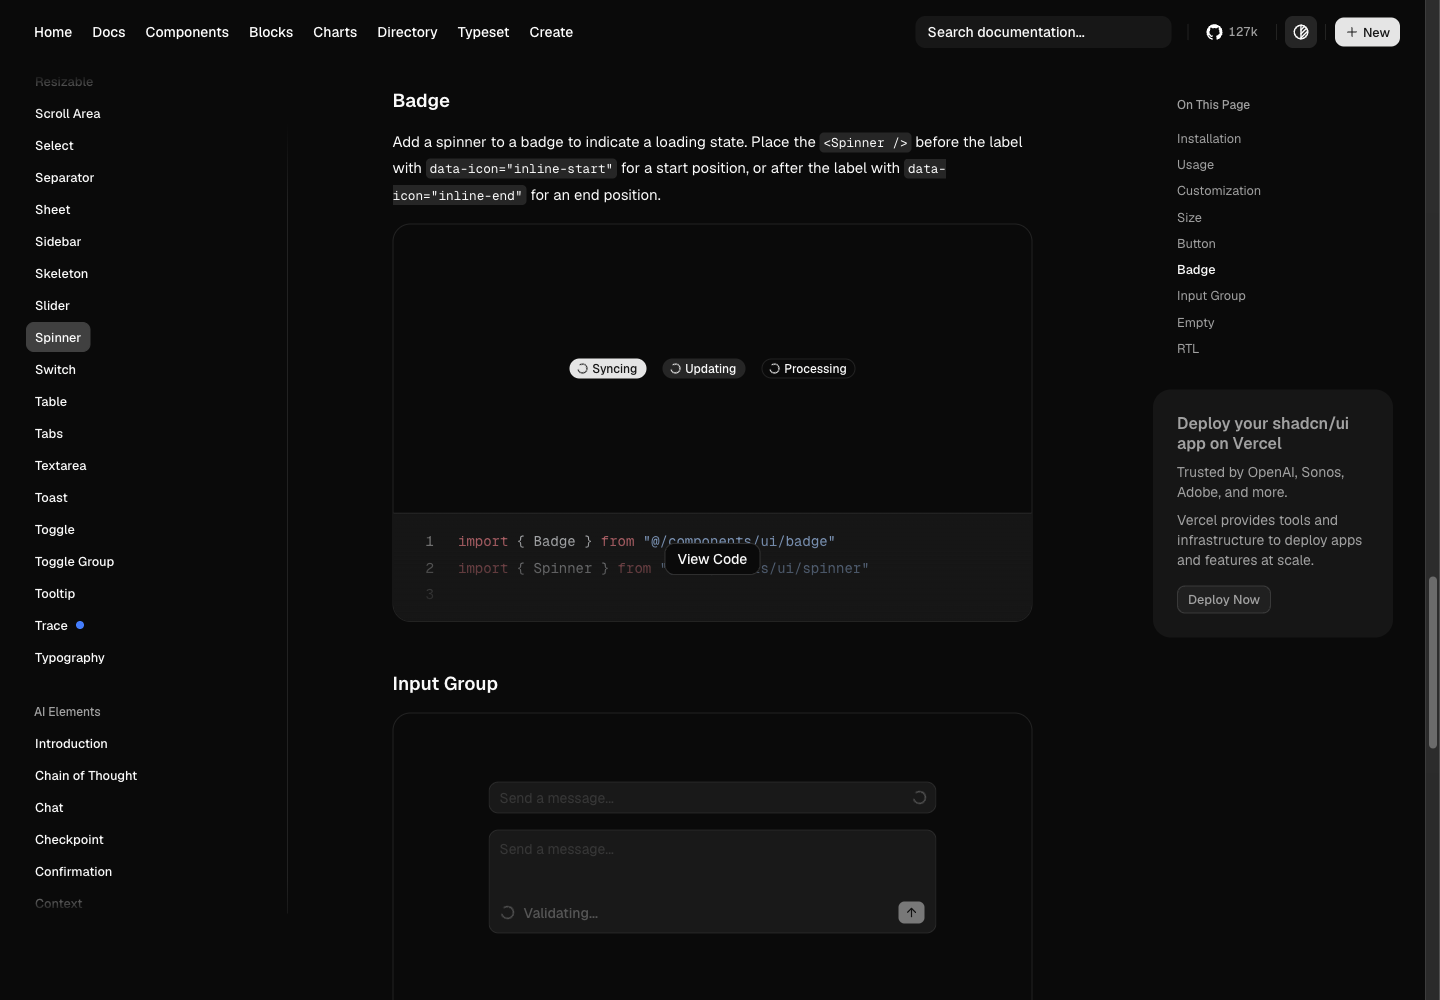 Home Docs Components Blocks Charts Directory Typeset Create
Search documentation...
127k
New
Resizable
Scroll Area
Select
Separator
Sheet
Sidebar
Skeleton
Slider
Spinner
Switch
Table
Tabs
Textarea
Toast
Toggle
Toggle Group
Tooltip
Trace
Typography
AI Elements
Introduction
Chain of Thought
Chat
Checkpoint
Confirmation
Context
Badge
Add a spinner to a badge to indicate a loading state. Place the <Spinner /> before the label
with data-icon="inline-start" for a start position, or after the label with data-
icon="inline-end" for an end position.
Syncing Updating Processing
1 import { Badge } from "@/components/ui/badge"
View Code
2 import { Spinner } from " s/ui/spinner"
3
Input Group
Send a message...
Send a message...
Validating...
On This Page
Installation
Usage
Customization
Size
Button
Badge
Input Group
Empty
RTL
Deploy your shadcn/ui
app on Vercel
Trusted by OpenAI, Sonos,
Adobe, and more.
Vercel provides tools and
infrastructure to deploy apps
and features at scale.
Deploy Now